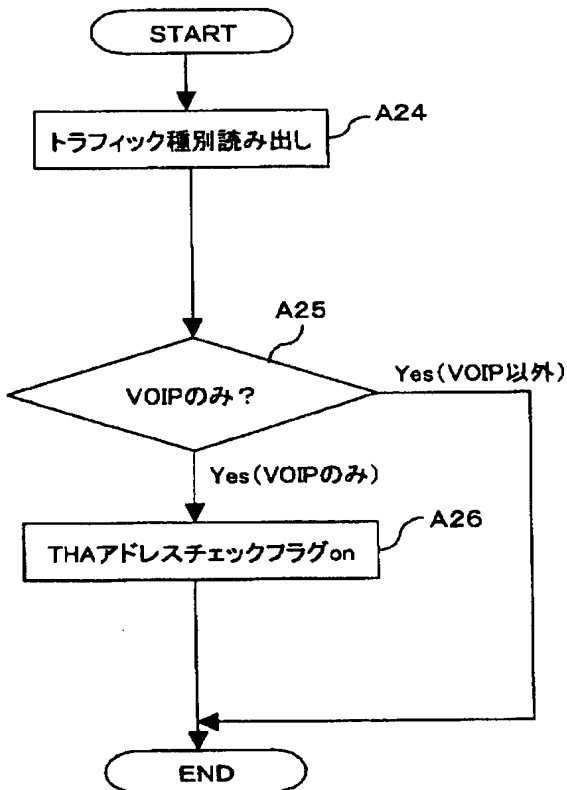 START
A24
トラフィック種別読み出し
A25
VOIPのみ？
Yes(VOIP以外)
Yes(VOIPのみ)
A26
THAアドレスチェックフラグon
END